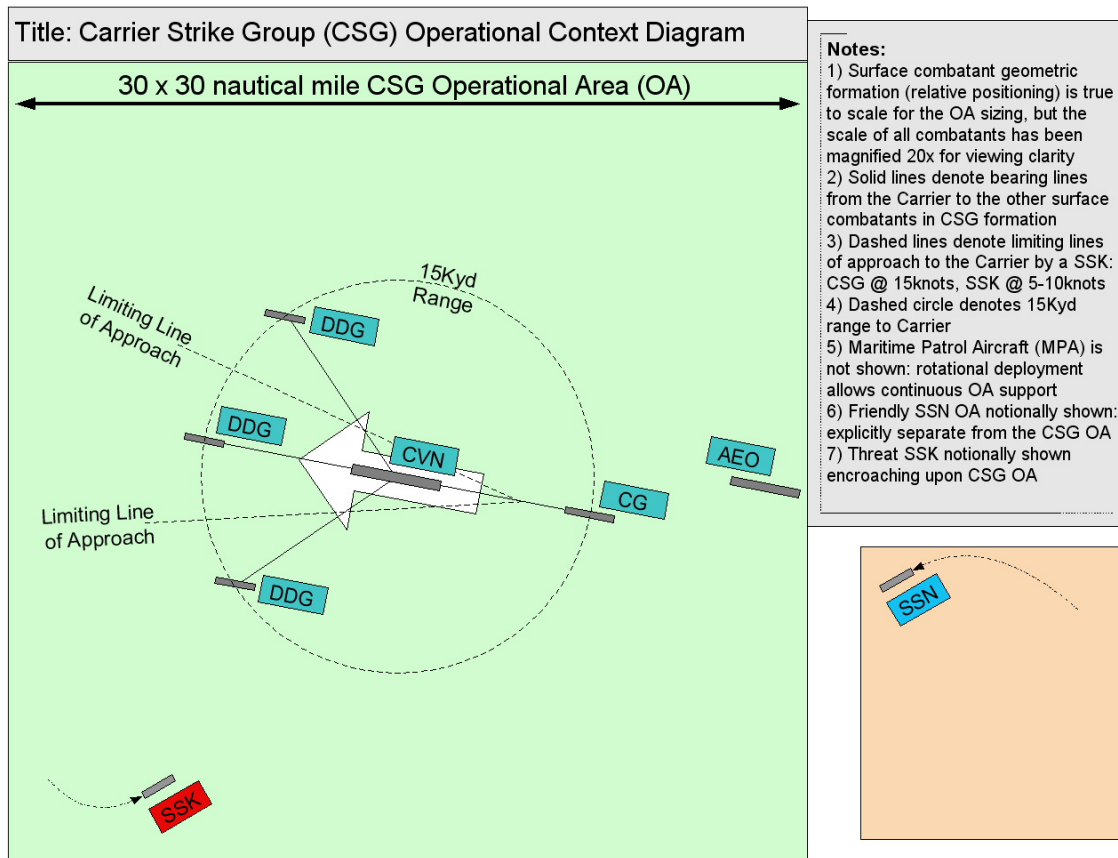 Title: Carrier Strike Group (CSG) Operational Context Diagram
30 x 30 nautical mile CSG Operational Area (OA)
15Kyd
Range
Limiting Line
of Approach
DDG
DDG
CVN
AEO
CG
Limiting Line
of Approach
DDG
SSK
Notes:
1) Surface combatant geometric
formation (relative positioning) is true
to scale for the OA sizing, but the
scale of all combatants has been
magnified 20x for viewing clarity
2) Solid lines denote bearing lines
from the Carrier to the other surface
combatants in CSG formation
3) Dashed lines denote limiting lines
of approach to the Carrier by a SSK:
CSG @ 15knots, SSK @ 5-10knots
4) Dashed circle denotes 15Kyd
range to Carrier
5) Maritime Patrol Aircraft (MPA) is
not shown: rotational deployment
allows continuous OA support
6) Friendly SSN OA notionally shown:
explicitly separate from the CSG OA
7) Threat SSK notionally shown
encroaching upon CSG OA
SSN